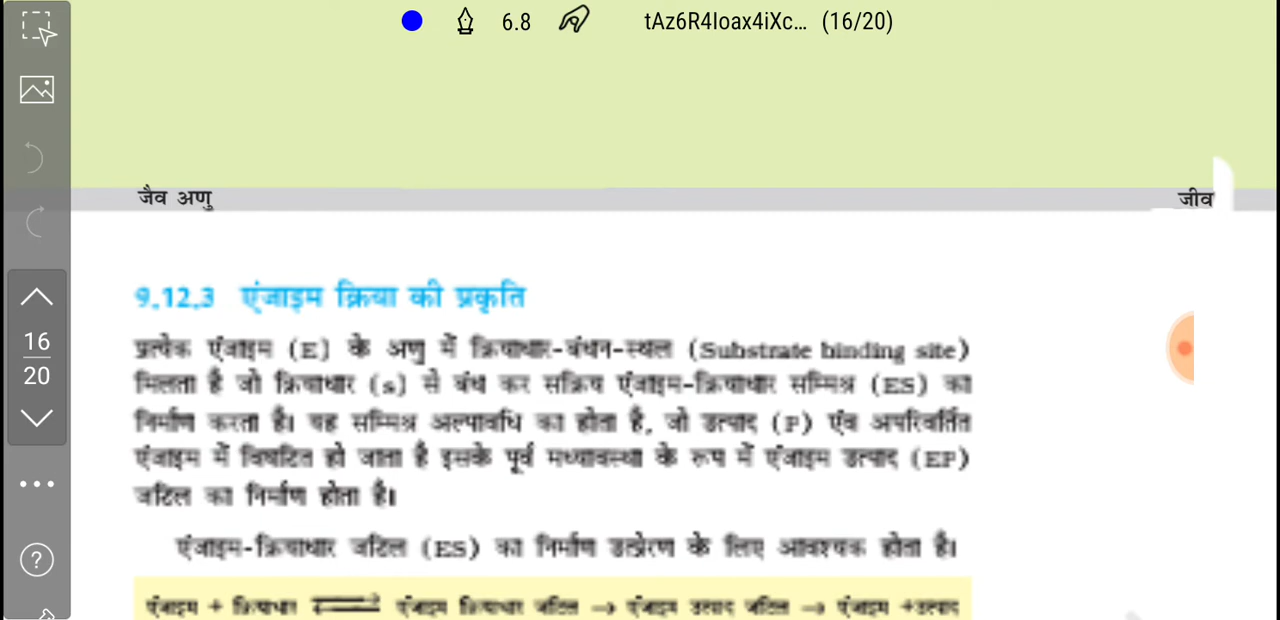 6.8 tAz6R4Ioax4iXc... (16/20)
जैव अणु जीव
9.12.3 एंजाइम क्रिया की प्रकृति
प्रत्येक एंजाइम (E) के अणु में क्रियाधार-बंधन-स्थल (Substrate binding site)
मिलता है जो क्रियाधार (s) से बंध कर सक्रिय एंजाइम-क्रियाधार सम्मिश्र (ES) का
निर्माण करता है। यह सम्मिश्र अल्पावधि का होता है, जो उत्पाद (P) एंव अपरिवर्तित
एंजाइम में विघटित हो जाता है इसके पूर्व मध्यावस्था के रूप में एंजाइम उत्पाद (EP)
जटिल का निर्माण होता है।
एंजाइम-क्रियाधार जटिल (ES) का निर्माण उत्प्रेरण के लिए आवश्यक होता है।
एंजाइम + क्रियाधार ⇌ एंजाइम क्रियाधार जटिल → एंजाइम उत्पाद जटिल → एंजाइम +उत्पाद
16
20
?